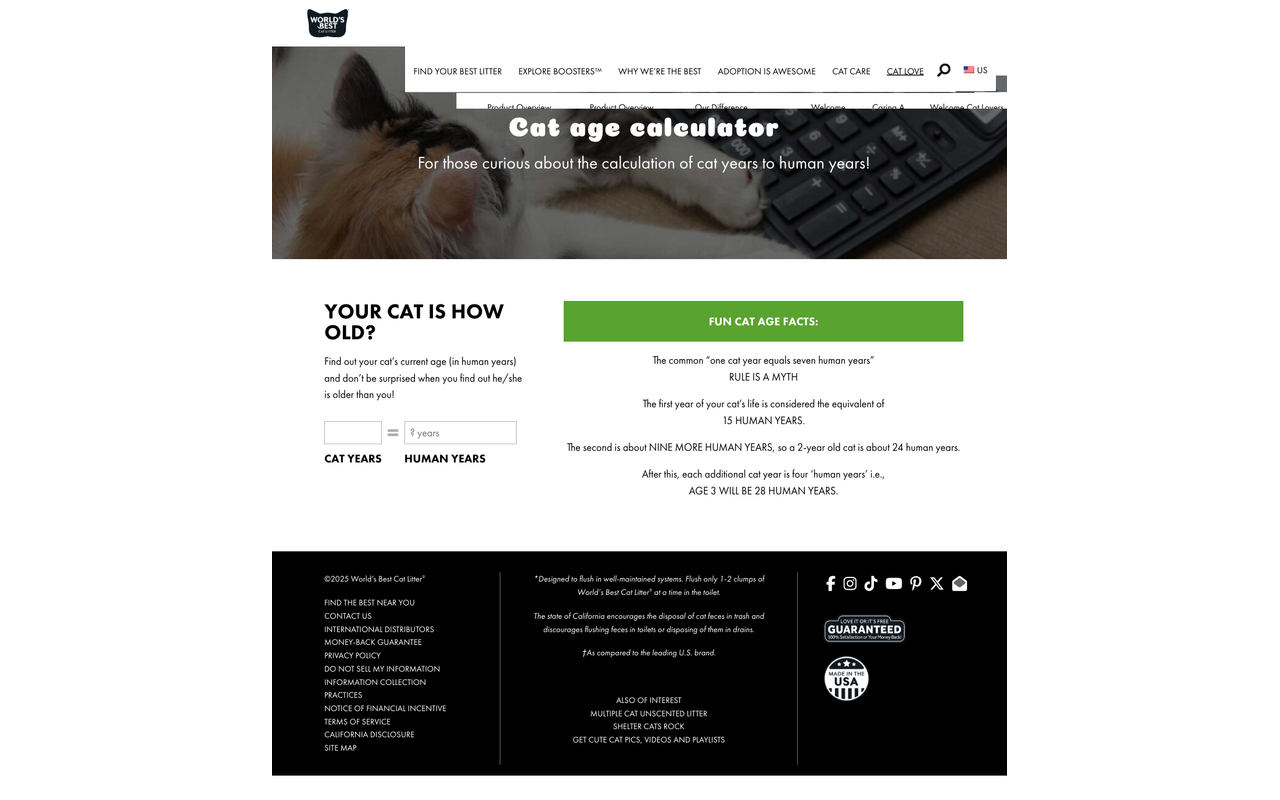 WORLD'S
BEST
CAT LITTER
FIND YOUR BEST LITTER EXPLORE BOOSTERS™ WHY WE'RE THE BEST ADOPTION IS AWESOME CAT CARE CAT LOVE US
Product Overview Product Overview Our Difference Welcome Caring A Welcome Cat Lovers
Cat age calculator
For those curious about the calculation of cat years to human years!
YOUR CAT IS HOW
OLD?
Find out your cat's current age (in human years)
and don't be surprised when you find out he/she
is older than you!
= ? years
CAT YEARS HUMAN YEARS
FUN CAT AGE FACTS:
The common “one cat year equals seven human years”
RULE IS A MYTH
The first year of your cat's life is considered the equivalent of
15 HUMAN YEARS.
The second is about NINE MORE HUMAN YEARS, so a 2-year old cat is about 24 human years.
After this, each additional cat year is four ‘human years’ i.e.,
AGE 3 WILL BE 28 HUMAN YEARS.
©2025 World's Best Cat Litter®
FIND THE BEST NEAR YOU
CONTACT US
INTERNATIONAL DISTRIBUTORS
MONEY-BACK GUARANTEE
PRIVACY POLICY
DO NOT SELL MY INFORMATION
INFORMATION COLLECTION
PRACTICES
NOTICE OF FINANCIAL INCENTIVE
TERMS OF SERVICE
CALIFORNIA DISCLOSURE
SITE MAP
*Designed to flush in well-maintained systems. Flush only 1-2 clumps of
World's Best Cat Litter® at a time in the toilet.
The state of California encourages the disposal of cat feces in trash and
discourages flushing feces in toilets or disposing of them in drains.
†As compared to the leading U.S. brand.
ALSO OF INTEREST
MULTIPLE CAT UNSCENTED LITTER
SHELTER CATS ROCK
GET CUTE CAT PICS, VIDEOS AND PLAYLISTS
LOVE IT OR IT'S FREE
GUARANTEED
100% Satisfaction or Your Money Back!
MADE IN THE
USA